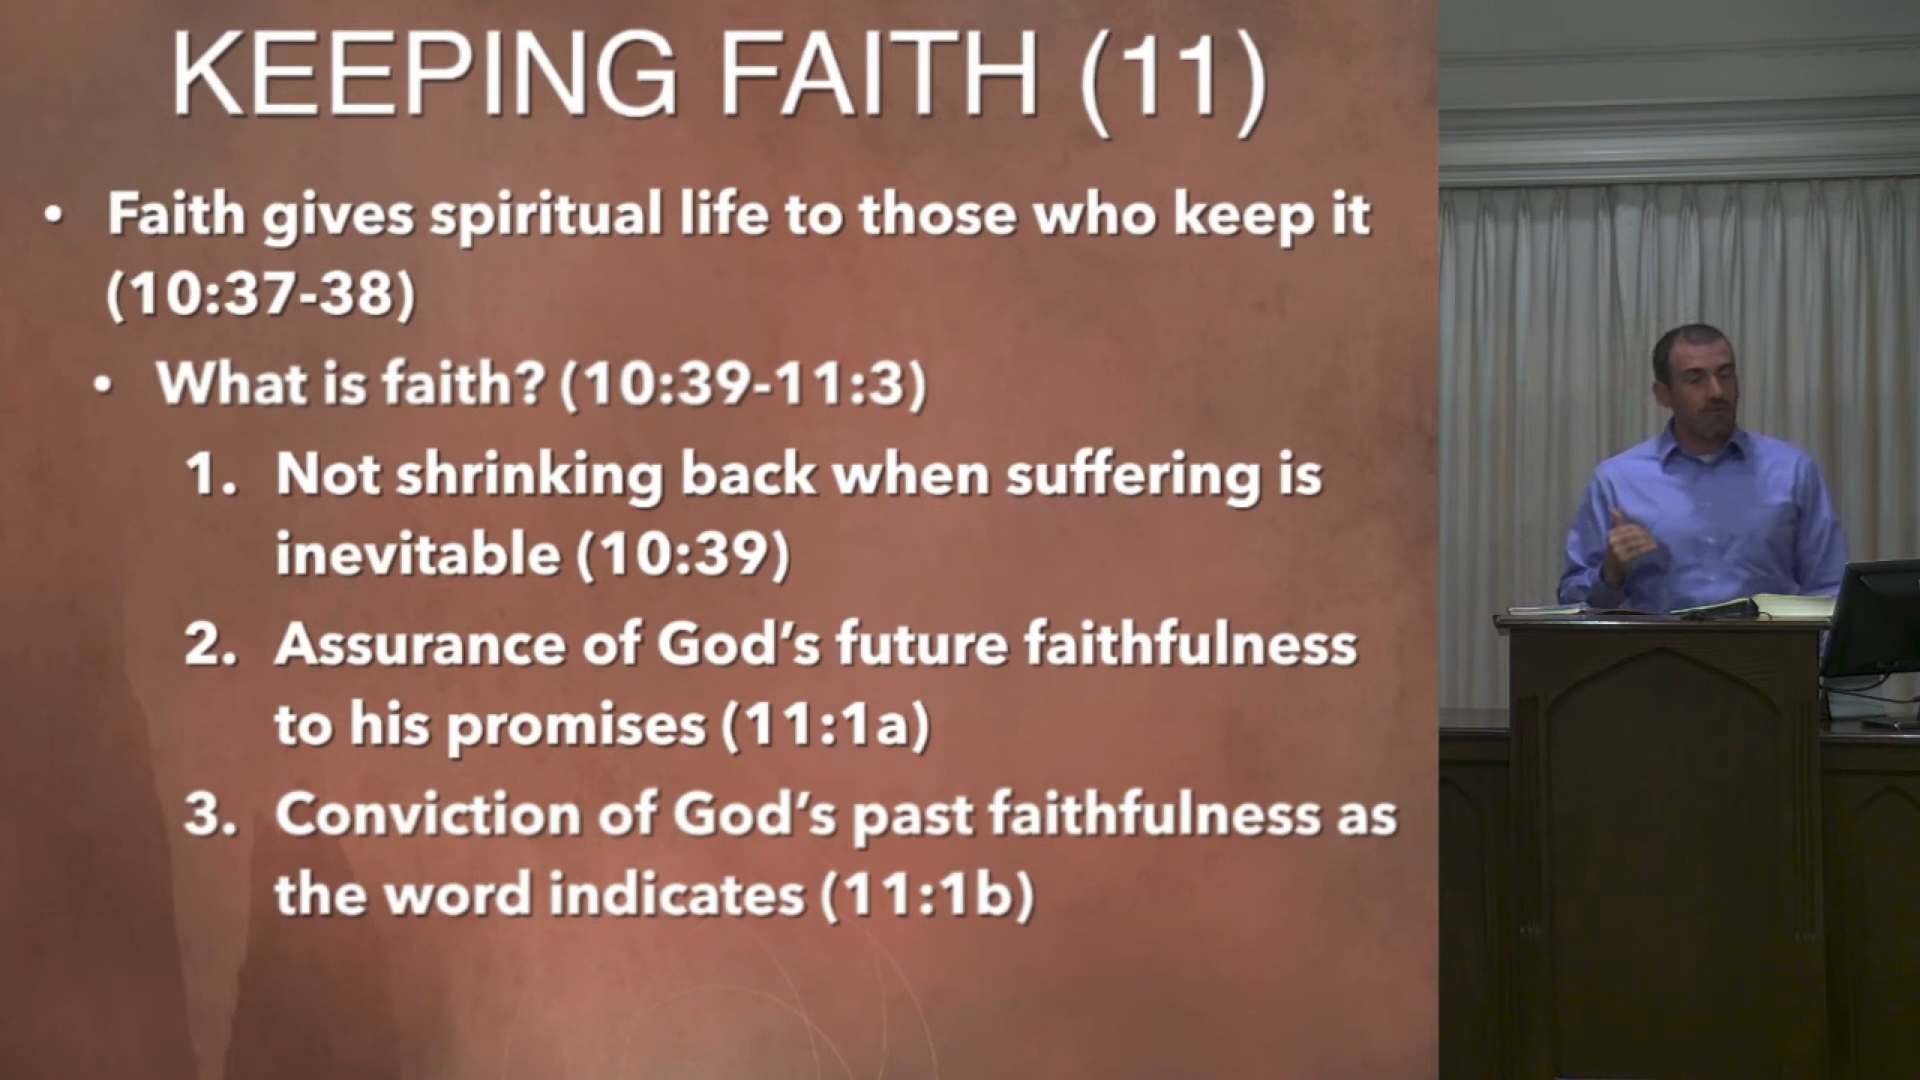 KEEPING FAITH (11)
• Faith gives spiritual life to those who keep it
(10:37-38)
• What is faith? (10:39-11:3)
1. Not shrinking back when suffering is
inevitable (10:39)
2. Assurance of God’s future faithfulness
to his promises (11:1a)
3. Conviction of God’s past faithfulness as
the word indicates (11:1b)